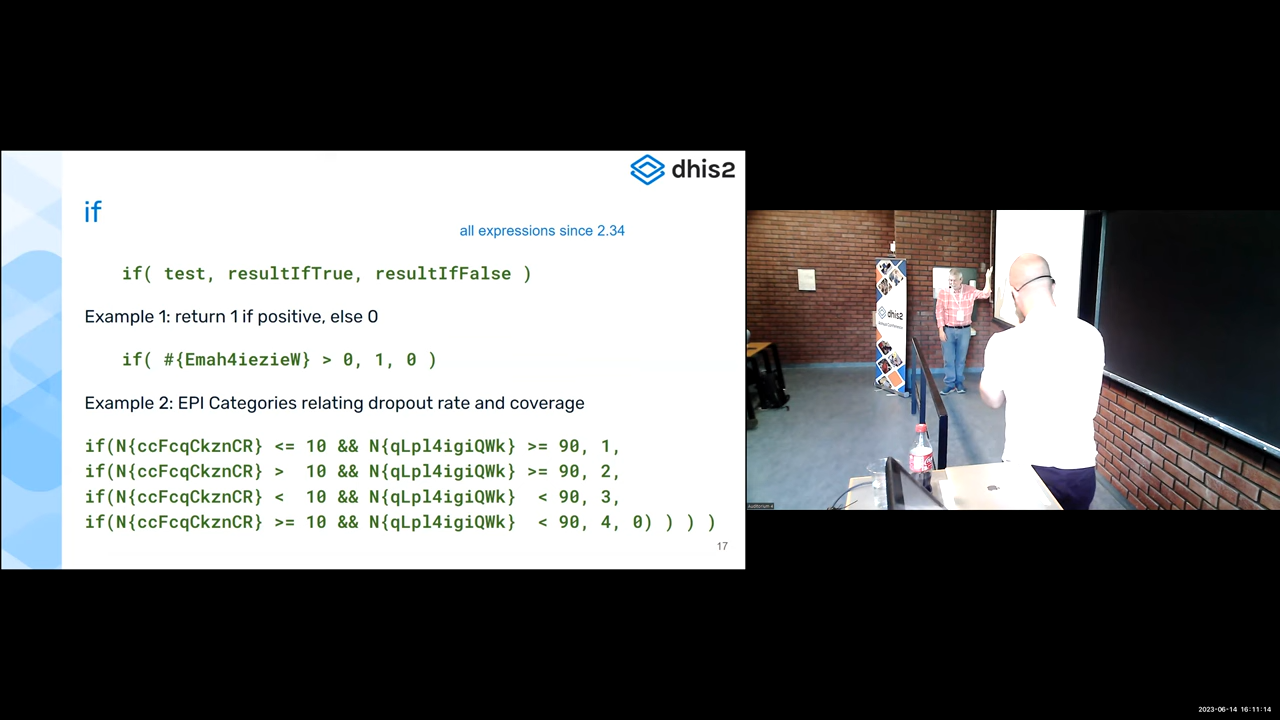 dhis2
if
all expressions since 2.34
if( test, resultIfTrue, resultIfFalse )
Example 1: return 1 if positive, else 0
if( #{Emah4iezieW} > 0, 1, 0 )
Example 2: EPI Categories relating dropout rate and coverage
if(N{ccFcqCkznCR} <= 10 && N{qLpl4igiQWk} >= 90, 1,
if(N{ccFcqCkznCR} >  10 && N{qLpl4igiQWk} >= 90, 2,
if(N{ccFcqCkznCR} <  10 && N{qLpl4igiQWk}  < 90, 3,
if(N{ccFcqCkznCR} >= 10 && N{qLpl4igiQWk}  < 90, 4, 0) ) ) )
17
dhis2
2023-06-14 16:11:14